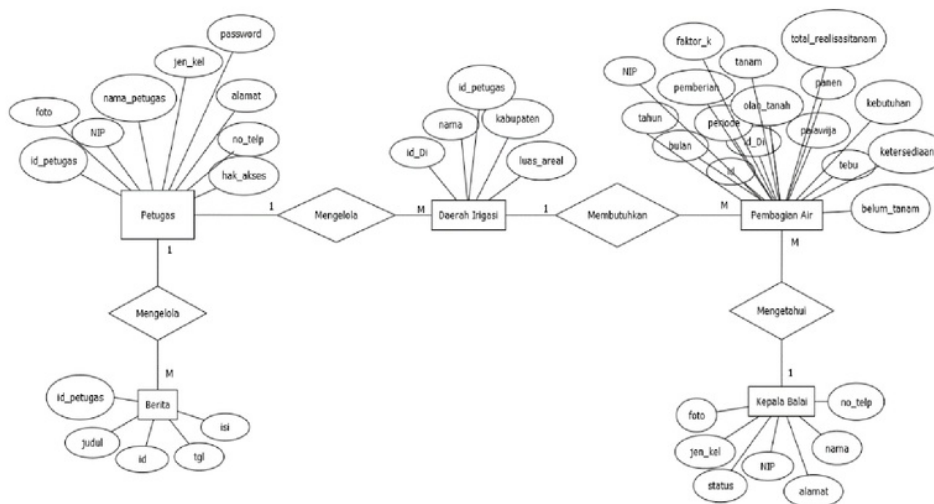 password
jen_kel
foto
nama_petugas
alamat
NIP
id_petugas
no_telp
hak_akses
Petugas
1
Mengelola
M
id_petugas
nama
kabupaten
id_Di
luas_areal
Daerah Irigasi
1
Membutuhkan
M
total_realisasitanam
faktor_k
tanam
NIP
panen
pemberian
olah_tanah
kebutuhan
tahun
periode
palawija
bulan
id_Di
ketersediaan
id
tebu
belum_tanam
Pembagian Air
1
Mengelola
M
id_petugas
Berita
isi
judul
id
tgl
M
Mengetahui
1
Kepala Balai
foto
no_telp
jen_kel
nama
status
NIP
alamat